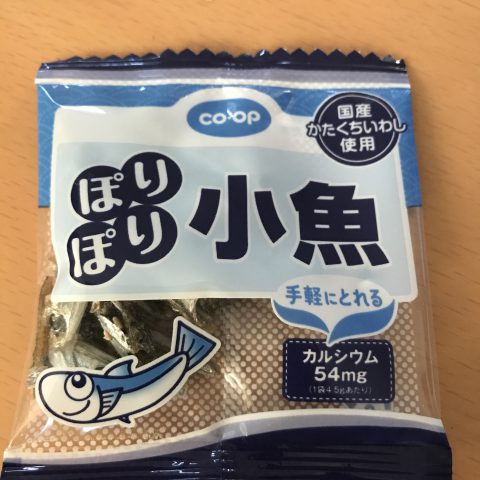 CO・OP
国産
かたくちいわし
使用
ぽり
ぽり
小魚
手軽にとれる
カルシウム
54mg
(1袋4.5gあたり)